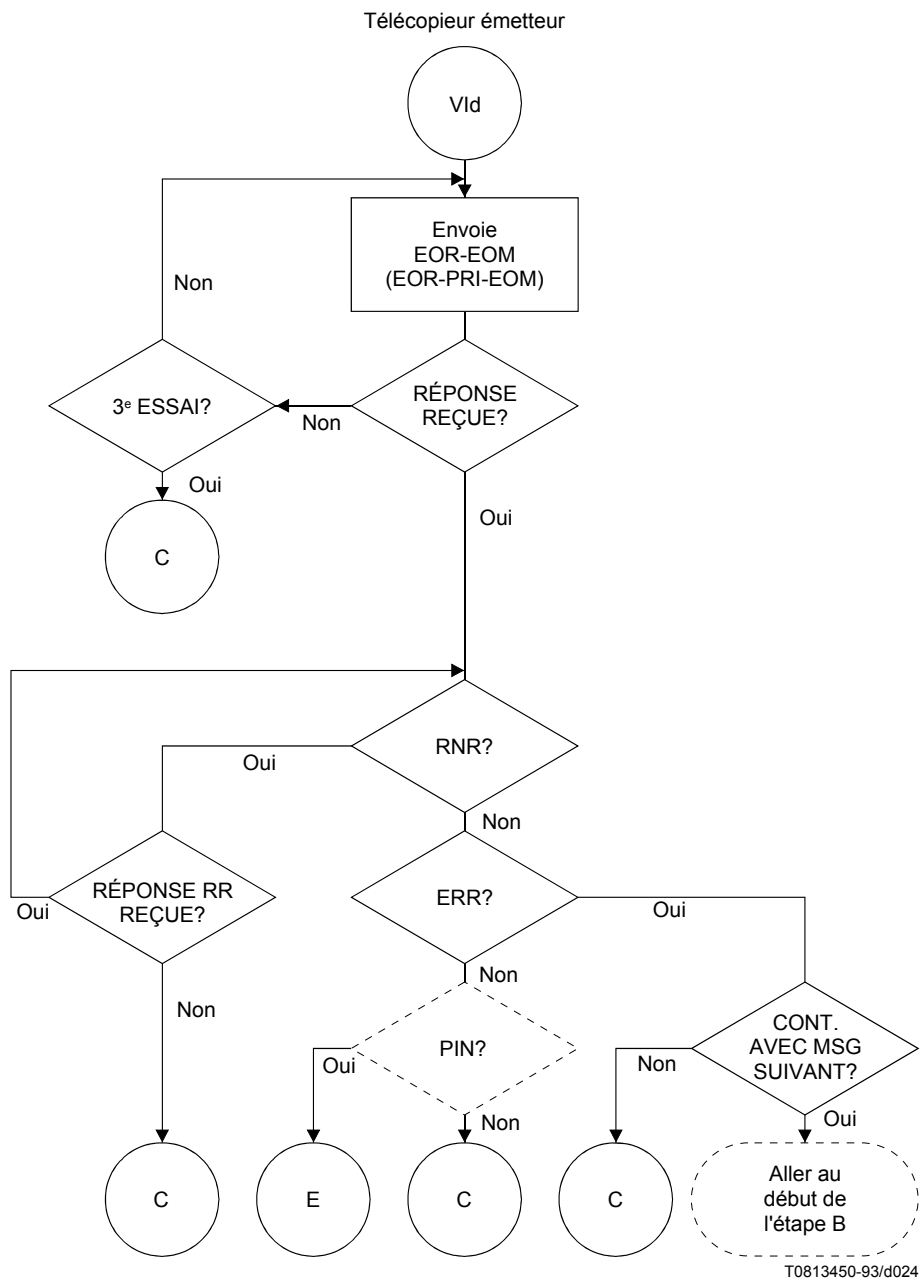 Télécopieur émetteur
VId
Envoie
EOR-EOM
(EOR-PRI-EOM)
Non
3e ESSAI?
Non
RÉPONSE
REÇUE?
Oui
C
Oui
RNR?
Oui
Non
RÉPONSE RR
REÇUE?
Oui
ERR?
Oui
Non
Non
PIN?
Oui
Non
CONT.
AVEC MSG
SUIVANT?
Non
Oui
C
E
C
C
Aller au
début de
l'étape B
T0813450-93/d024